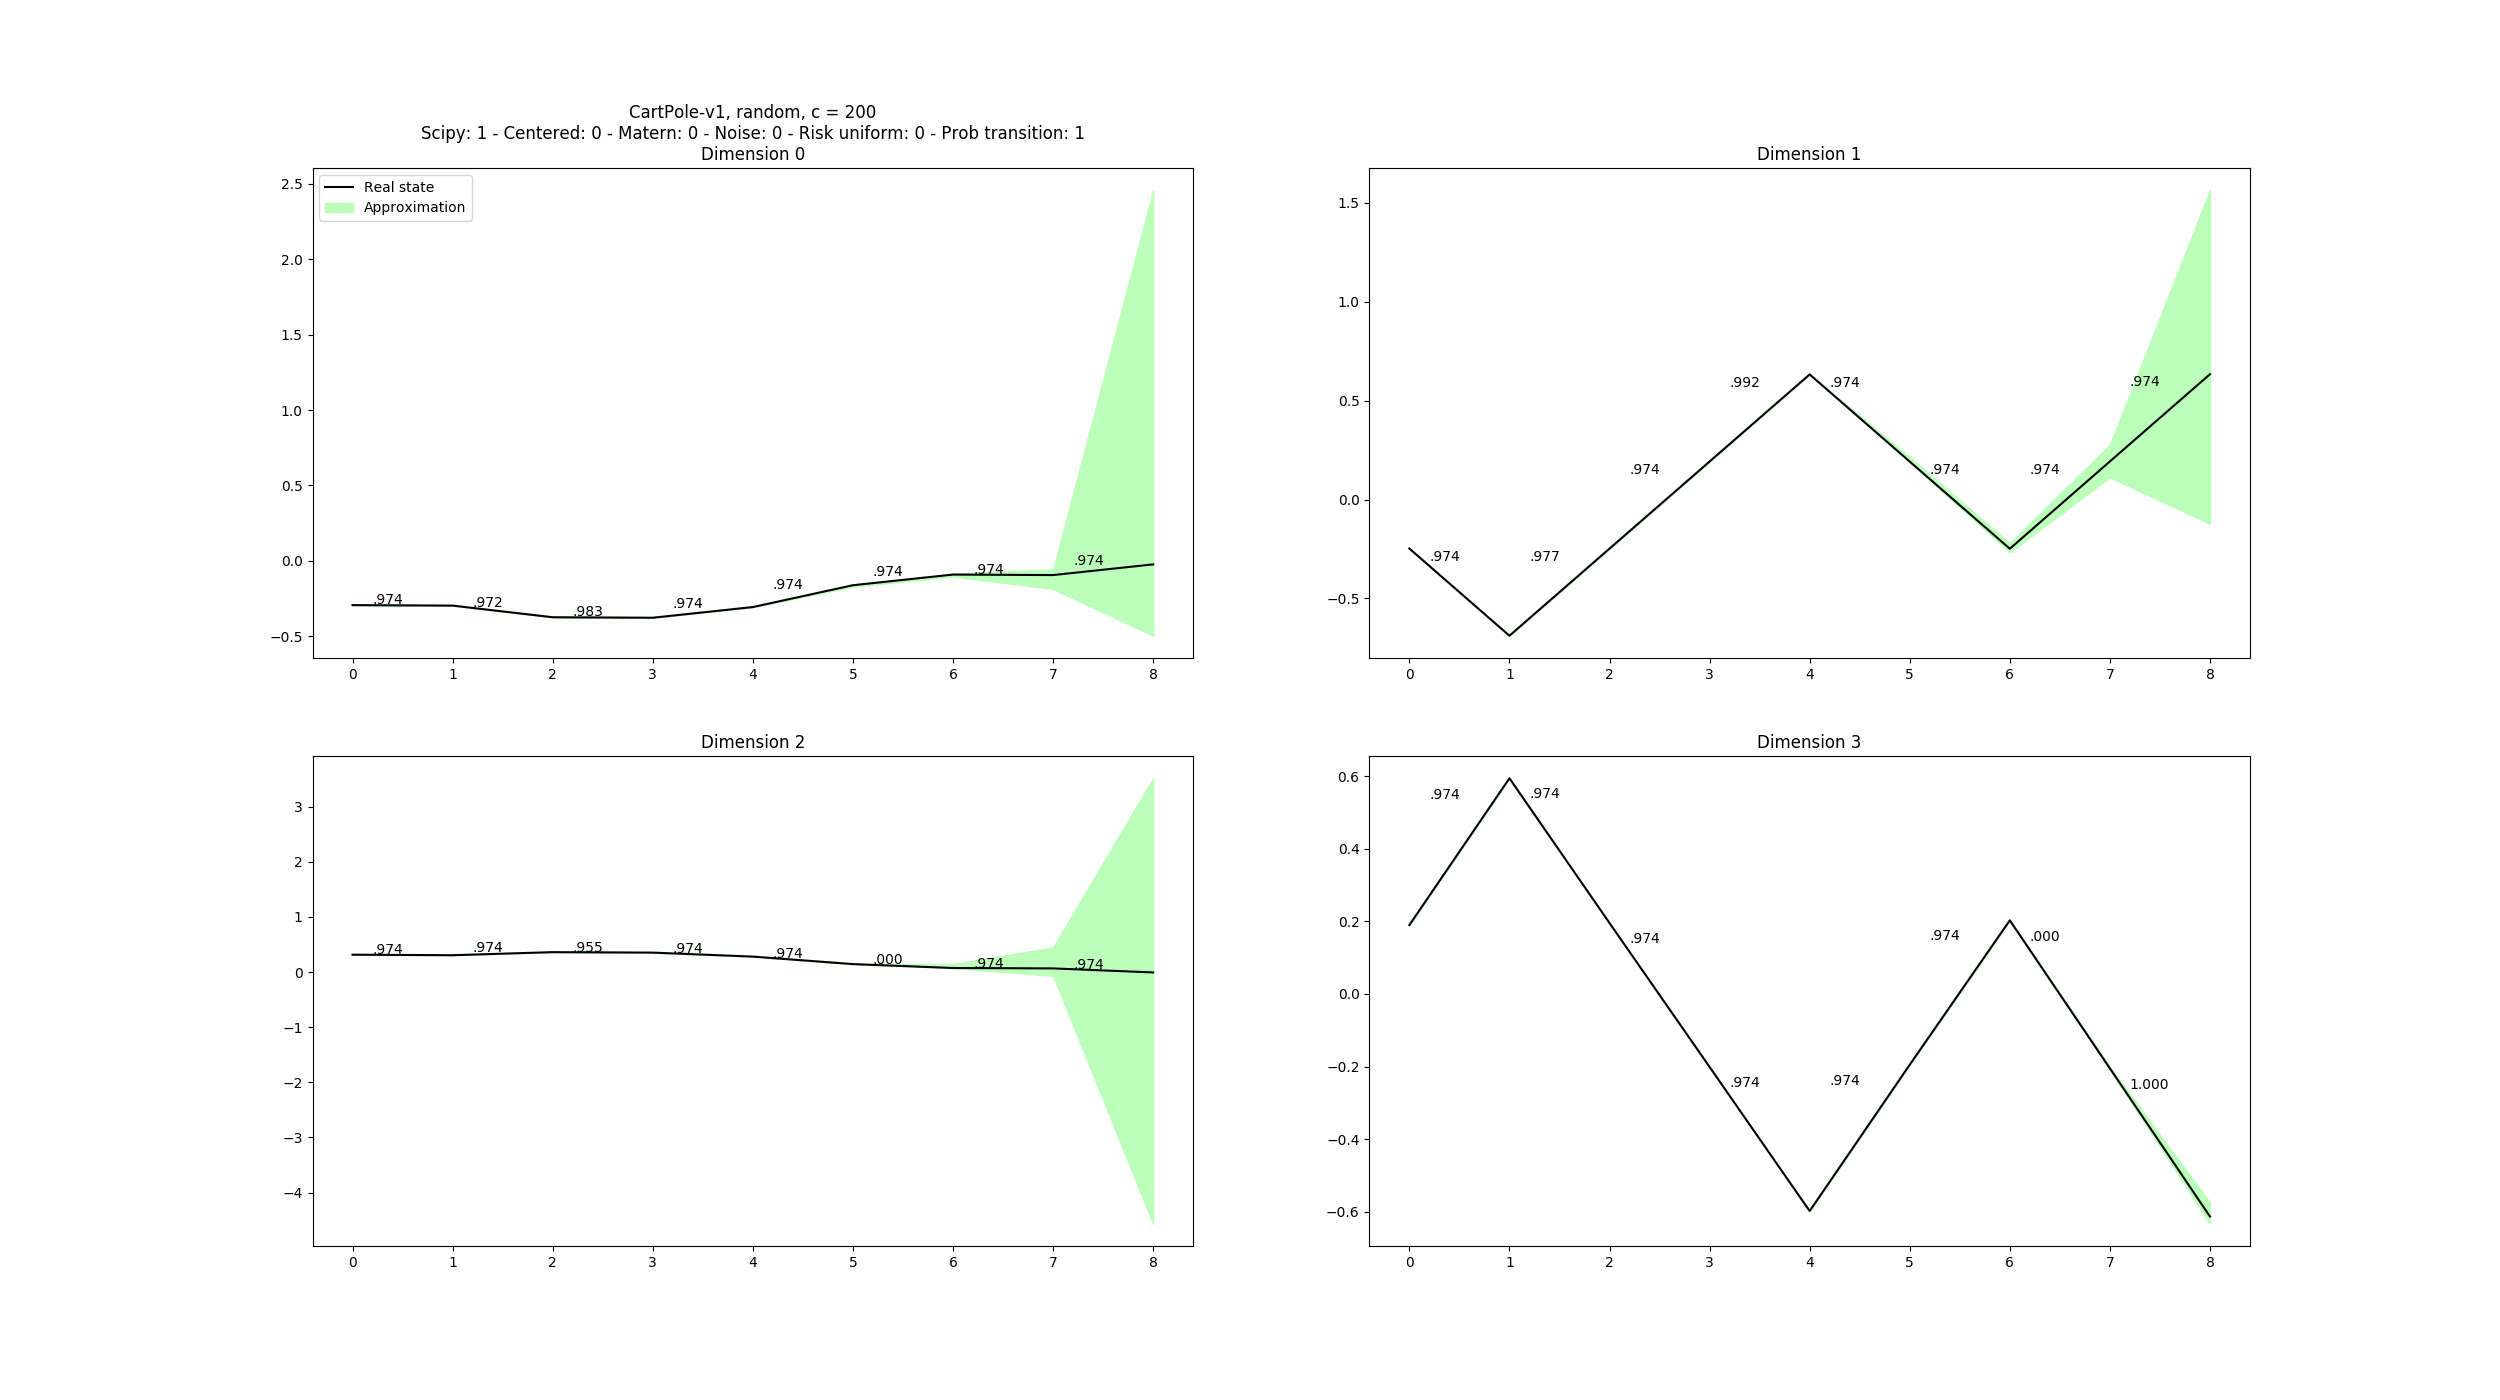 CartPole-v1, random, c = 200
Scipy: 1 - Centered: 0 - Matern: 0 - Noise: 0 - Risk uniform: 0 - Prob transition: 1
Dimension 0
Real state
Approximation
2.5
2.0
1.5
1.0
0.5
0.0
−0.5
.974 .972 .983 .974 .974 .974 .974 .974
0 1 2 3 4 5 6 7 8
Dimension 1
1.5
1.0
0.5
0.0
−0.5
.974 .977 .974 .992 .974 .974 .974 .974
0 1 2 3 4 5 6 7 8
Dimension 2
3
2
1
0
−1
−2
−3
−4
.974 .974 .955 .974 .974 .000 .974 .974
0 1 2 3 4 5 6 7 8
Dimension 3
0.6
0.4
0.2
0.0
−0.2
−0.4
−0.6
.974 .974 .974 .974 .974 .974 .000 1.000
0 1 2 3 4 5 6 7 8